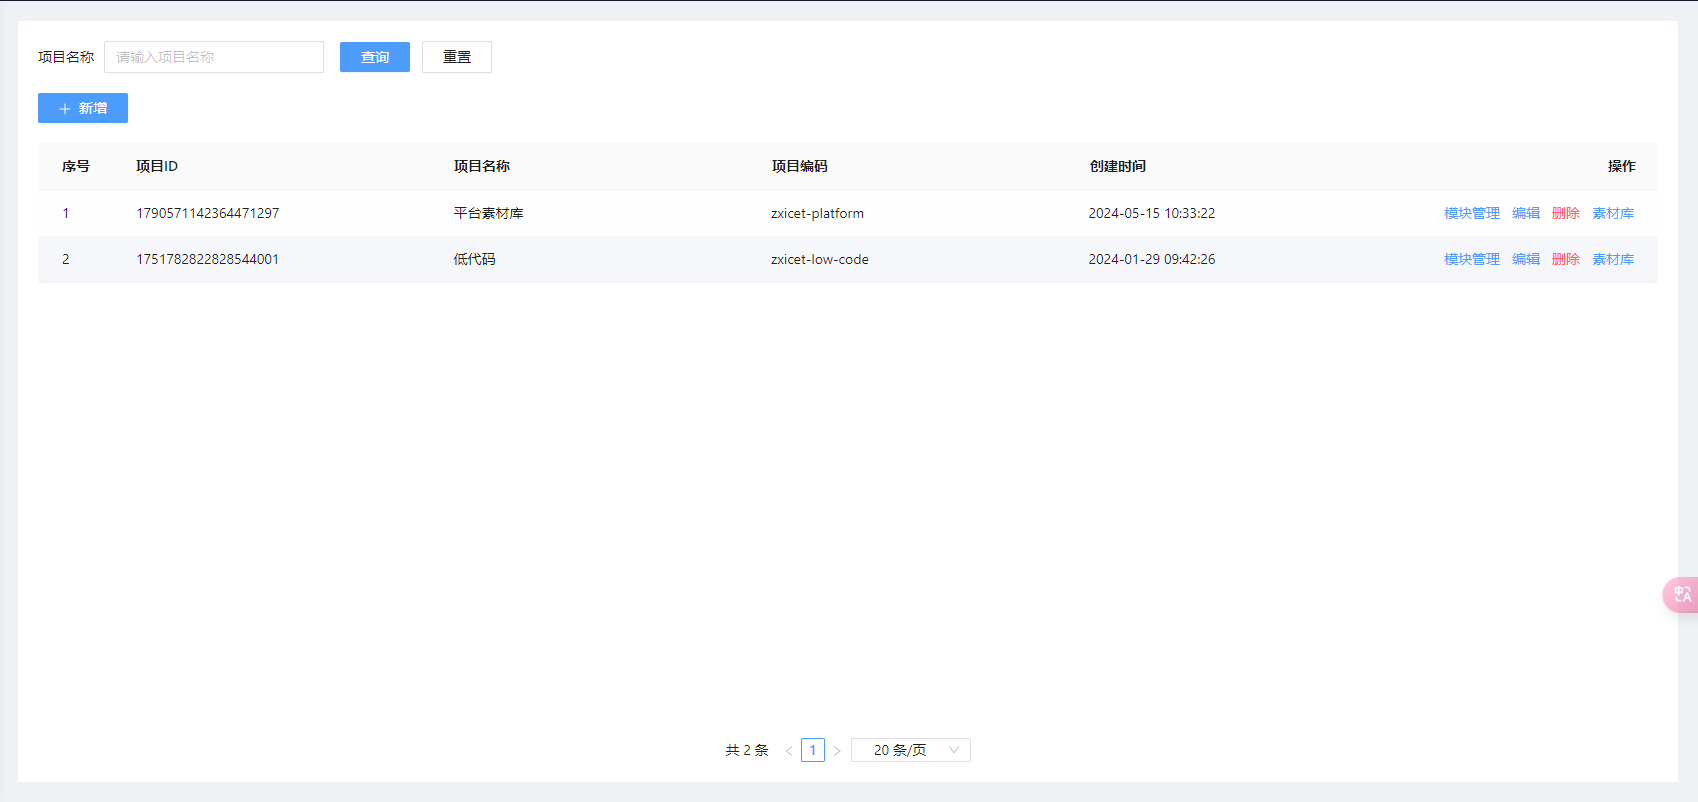 项目名称 请输入项目名称 查询 重置
新增
序号 项目ID 项目名称 项目编码 创建时间 操作
1 1790571142364471297 平台素材库 zxicet-platform 2024-05-15 10:33:22 模块管理 编辑 删除 素材库
2 1751782822828544001 低代码 zxicet-low-code 2024-01-29 09:42:26 模块管理 编辑 删除 素材库
共 2 条 1 20 条/页